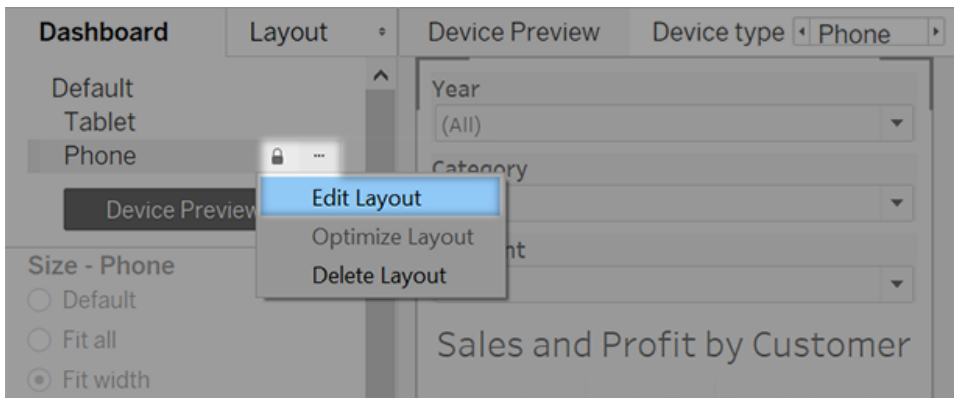 Dashboard Layout Device Preview Device type Phone
Default
Tablet
Phone
Device Preview
Size - Phone
Default
Fit all
Fit width
Edit Layout
Optimize Layout
Delete Layout
Year
(All)
Category
Sales and Profit by Customer